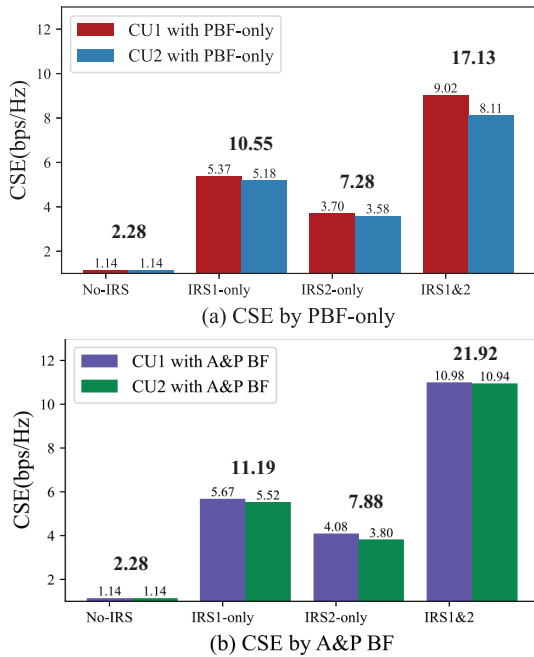 CU1 with PBF-only
CU2 with PBF-only
CSE(bps/Hz)
12
10
8
6
4
2
2.28
10.55
7.28
17.13
1.14
1.14
5.37
5.18
3.70
3.58
9.02
8.11
No-IRS
IRS1-only
IRS2-only
IRS1&2
(a) CSE by PBF-only
CU1 with A&P BF
CU2 with A&P BF
CSE(bps/Hz)
12
10
8
6
4
2
2.28
11.19
7.88
21.92
1.14
1.14
5.67
5.52
4.08
3.80
10.98
10.94
No-IRS
IRS1-only
IRS2-only
IRS1&2
(b) CSE by A&P BF